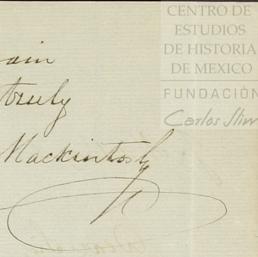 CENTRO DE
ESTUDIOS
DE HISTORIA
DE MEXICO
FUNDACIÓN
Carlos Slim
ain
truly
Mackintosh